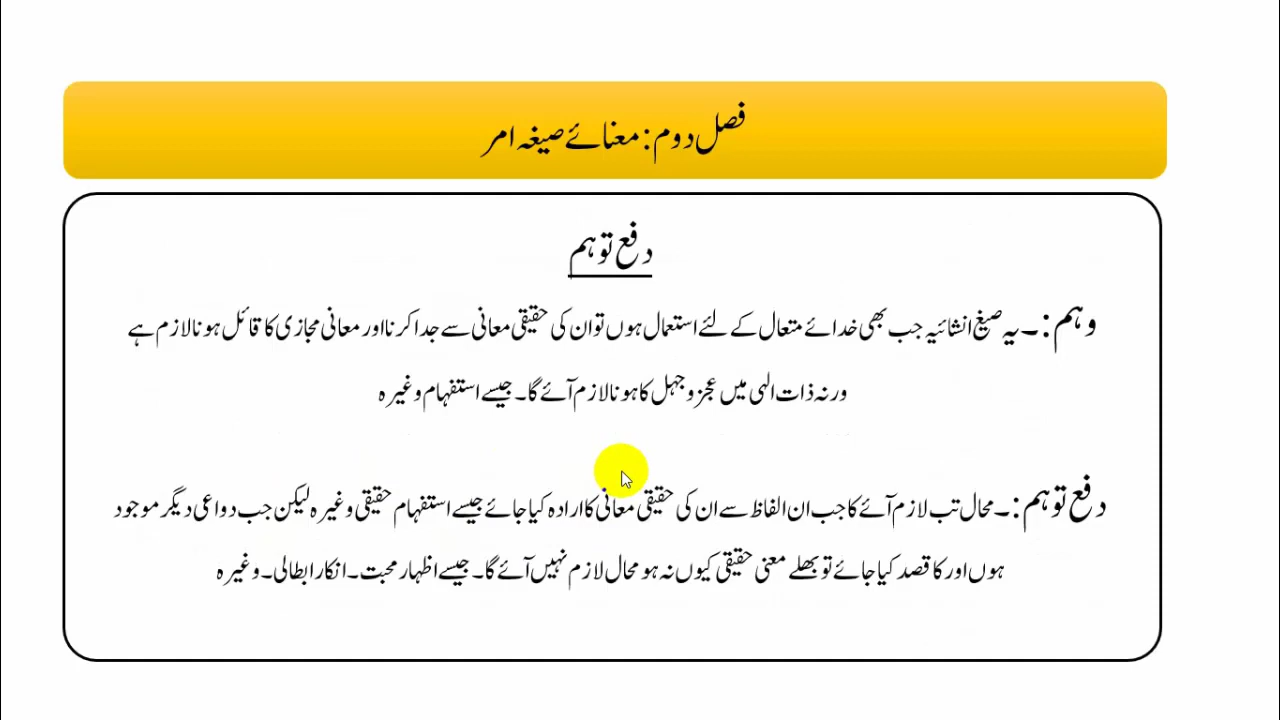 فصل دوم: معنائے صیغہ امر
دفع توہم
وہم:۔یہ صیغ انشائیہ جب بھی خدائے متعال کے لئے استعمال ہوں تو ان کی حقیقی معانی سے جدا کرنا اور معانی مجازی کا قائل ہونا لازم ہے
ورنہ ذات الہی میں عجز و جہل کا ہونا لازم آئے گا۔ جیسے استفہام وغیرہ
دفع توہم:۔ محال تب لازم آئے گا جب ان الفاظ سے ان کی حقیقی معانی کا ارادہ کیا جائے جیسے استفہام حقیقی وغیرہ لیکن جب دواعی دیگر موجود
ہوں اور کا قصد کیا جائے تو بھلے معنی حقیقی کیوں نہ ہو محال لازم نہیں آئے گا۔ جیسے اظہار محبت۔ انکار ابطالی۔ وغیرہ